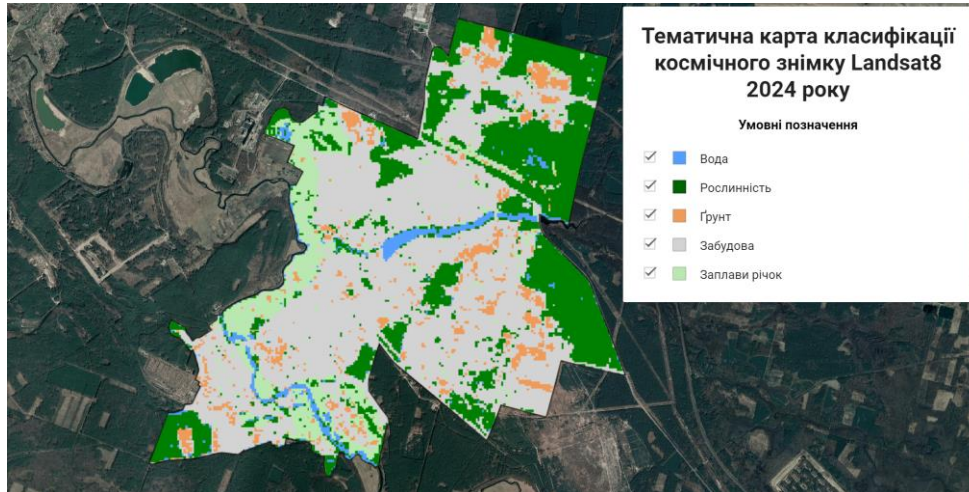 Тематична карта класифікації
космічного знімку Landsat8
2024 року
Умовні позначення
Вода
Рослинність
Ґрунт
Забудова
Заплави річок